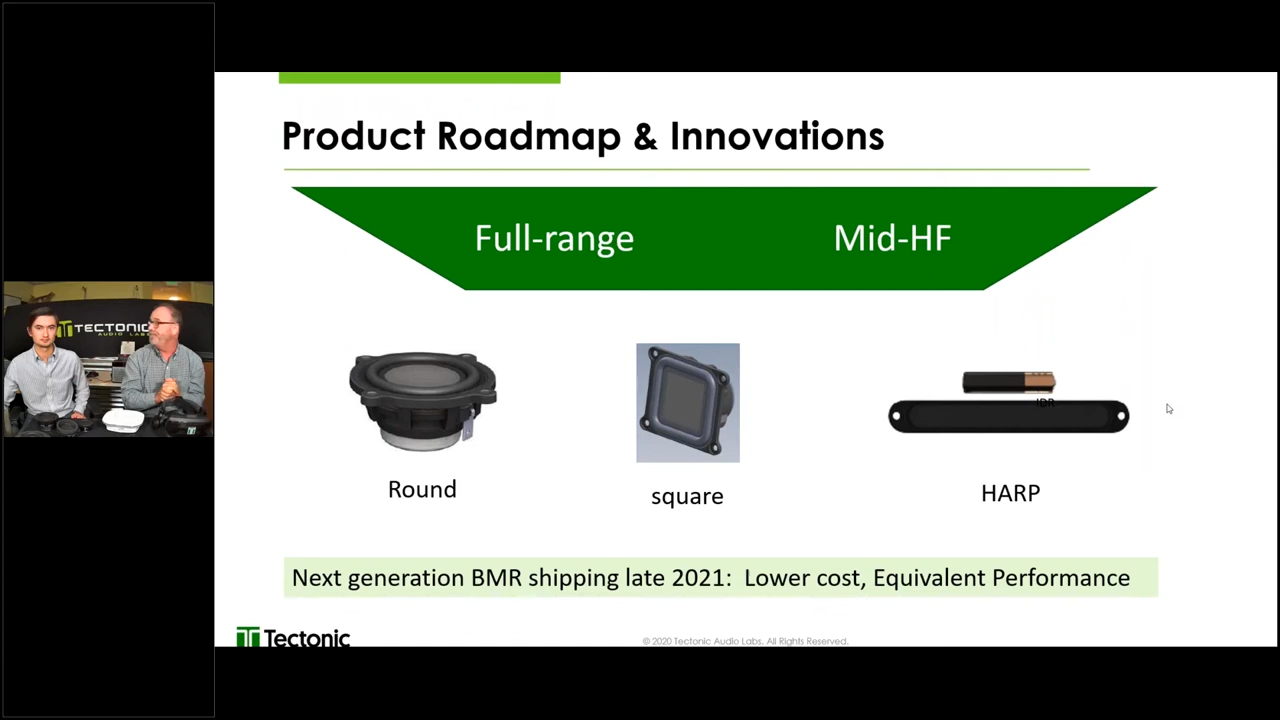 Product Roadmap & Innovations
Full-range
Mid-HF
IDR
Round
square
HARP
Next generation BMR shipping late 2021: Lower cost, Equivalent Performance
Tectonic
© 2020 Tectonic Audio Labs. All Rights Reserved.
TECTONIC
AUDIO LABS